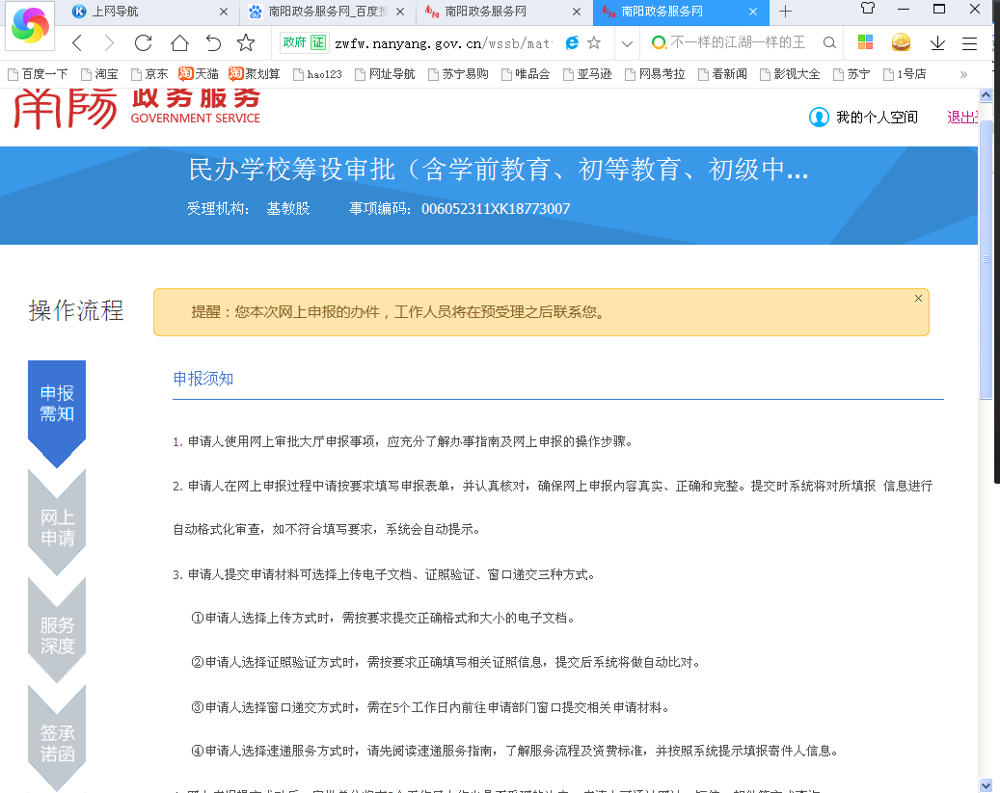 上网导航
南阳政务服务网_百度搜
南阳政务服务网
南阳政务服务网
政府 证 zwfw.nanyang.gov.cn/wssb/mat
不一样的江湖一样的王
百度一下 淘宝 京东 天猫 聚划算 hao123 网址导航 苏宁易购 唯品会 亚马逊 网易考拉 看新闻 影视大全 苏宁 1号店 »
南陽 政务服务
GOVERNMENT SERVICE
我的个人空间 退出
民办学校筹设审批（含学前教育、初等教育、初级中...
受理机构： 基教股 事项编码：006052311XK18773007
操作流程
提醒：您本次网上申报的办件，工作人员将在预受理之后联系您。
申报
需知
网上
申请
服务
深度
签承
诺函
申报须知
1. 申请人使用网上审批大厅申报事项，应充分了解办事指南及网上申报的操作步骤。
2. 申请人在网上申报过程中请按要求填写申报表单，并认真核对，确保网上申报内容真实、正确和完整。提交时系统将对所填报 信息进行
自动格式化审查，如不符合填写要求，系统会自动提示。
3. 申请人提交申请材料可选择上传电子文档、证照验证、窗口递交三种方式。
①申请人选择上传方式时，需按要求提交正确格式和大小的电子文档。
②申请人选择证照验证方式时，需按要求正确填写相关证照信息，提交后系统将做自动比对。
③申请人选择窗口递交方式时，需在5个工作日内前往申请部门窗口提交相关申请材料。
④申请人选择速递服务方式时，请先阅读速递服务指南，了解服务流程及资费标准，并按照系统提示填报寄件人信息。